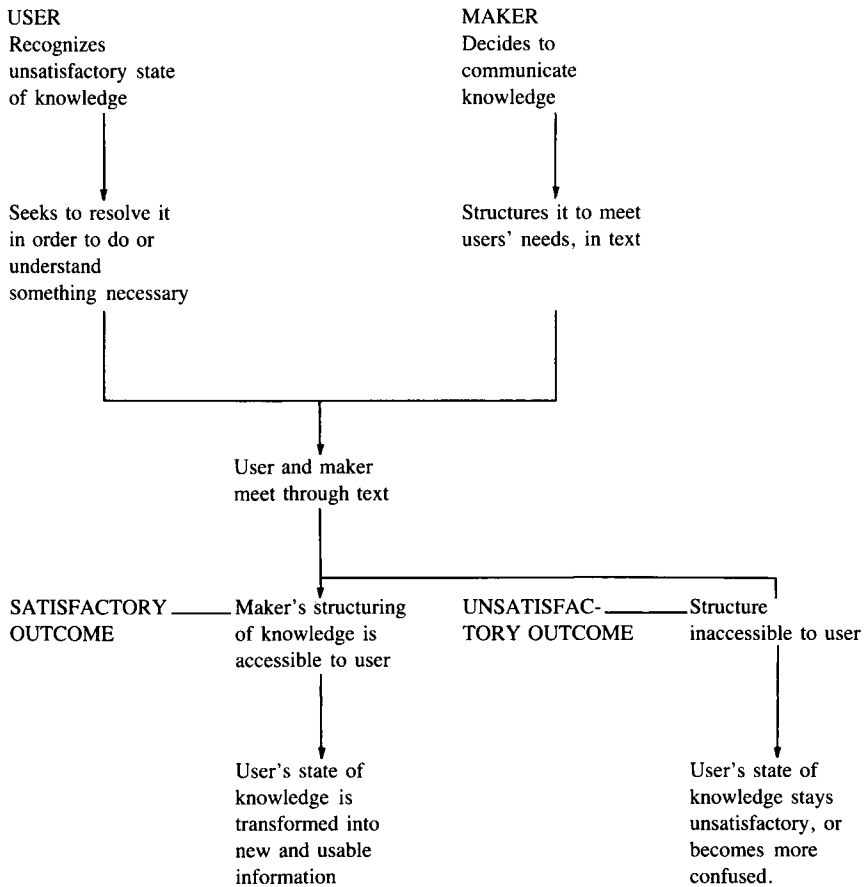 USER
Recognizes
unsatisfactory state
of knowledge
MAKER
Decides to
communicate
knowledge
Seeks to resolve it
in order to do or
understand
something necessary
Structures it to meet
users' needs, in text
User and maker
meet through text
SATISFACTORY
OUTCOME
Maker's structuring
of knowledge is
accessible to user
UNSATISFAC-
TORY OUTCOME
Structure
inaccessible to user
User's state of
knowledge is
transformed into
new and usable
information
User's state of
knowledge stays
unsatisfactory, or
becomes more
confused.